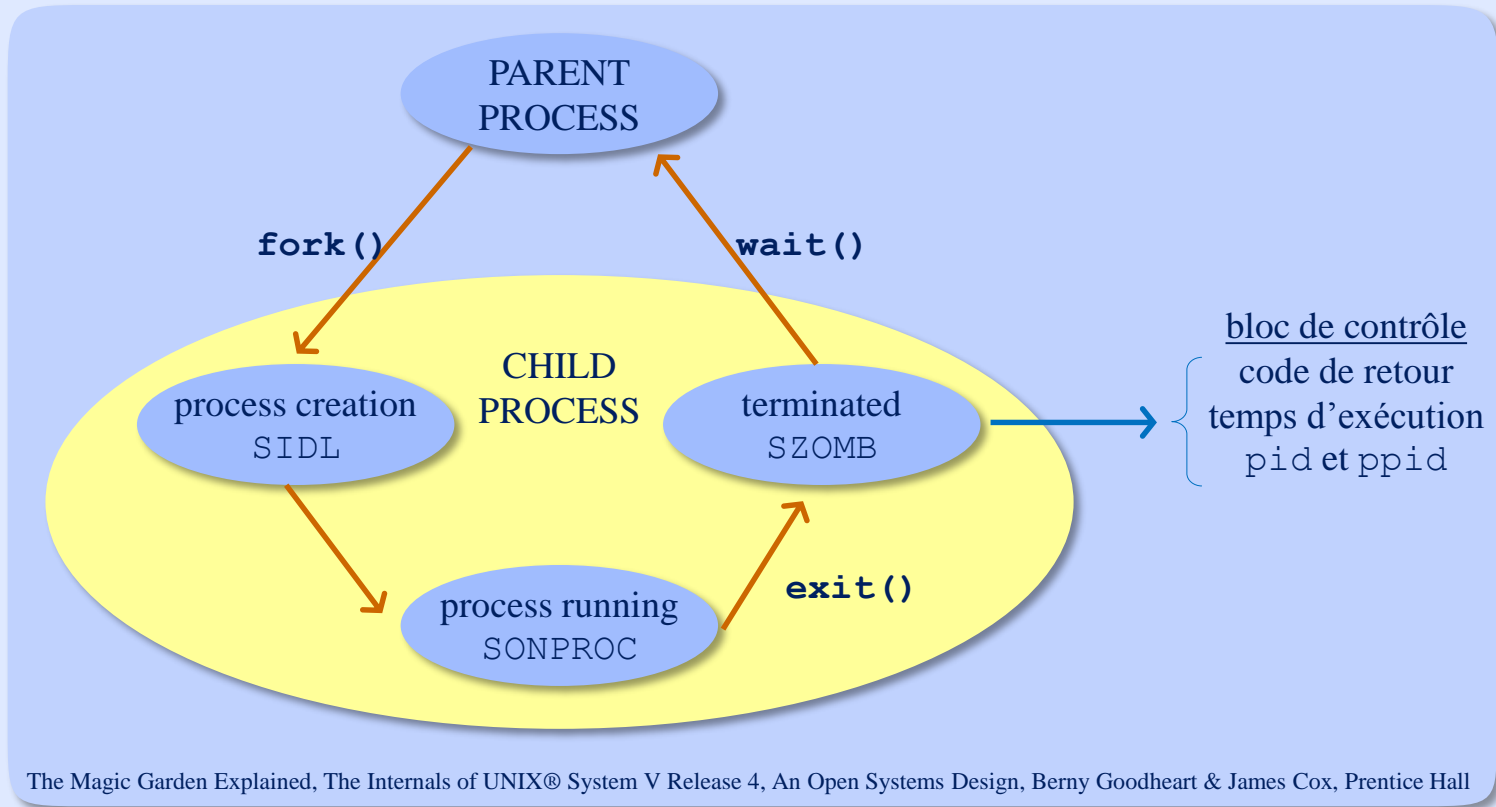 PARENT
PROCESS
fork()
wait()
CHILD
PROCESS
process creation
SIDL
terminated
SZOMB
process running
SONPROC
exit()
bloc de contrôle
code de retour
temps d’exécution
pid et ppid
The Magic Garden Explained, The Internals of UNIX® System V Release 4, An Open Systems Design, Berny Goodheart & James Cox, Prentice Hall